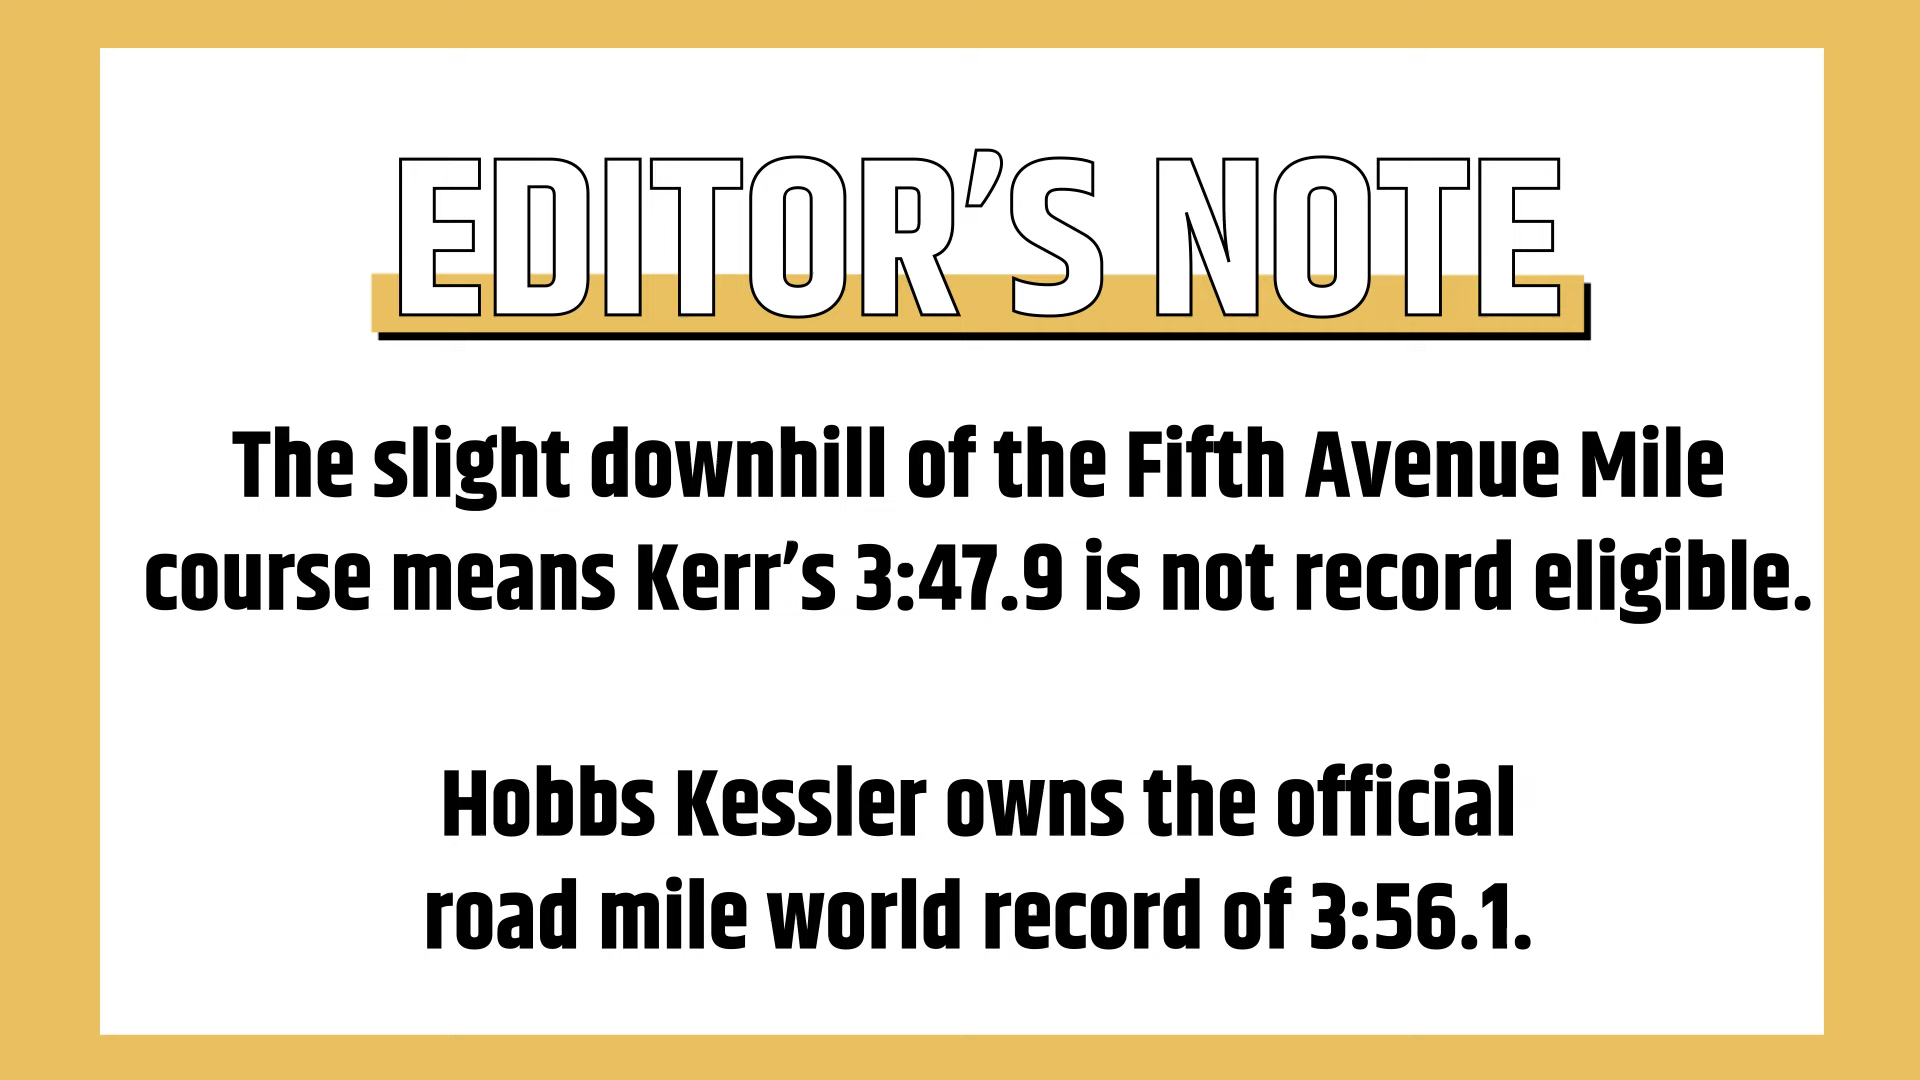 EDITOR’S NOTE
The slight downhill of the Fifth Avenue Mile
course means Kerr’s 3:47.9 is not record eligible.
Hobbs Kessler owns the official
road mile world record of 3:56.1.